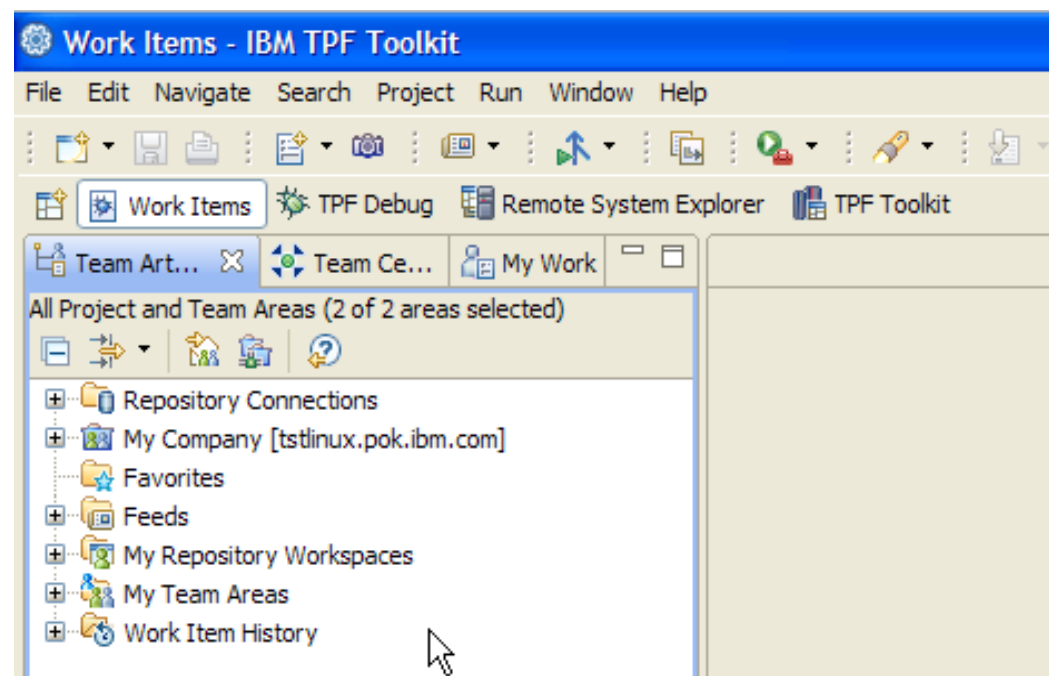 Work Items - IBM TPF Toolkit
File Edit Navigate Search Project Run Window Help
Work Items TPF Debug Remote System Explorer TPF Toolkit
Team Art... Team Ce... My Work
All Project and Team Areas (2 of 2 areas selected)
Repository Connections
My Company [tstlinux.pok.ibm.com]
Favorites
Feeds
My Repository Workspaces
My Team Areas
Work Item History